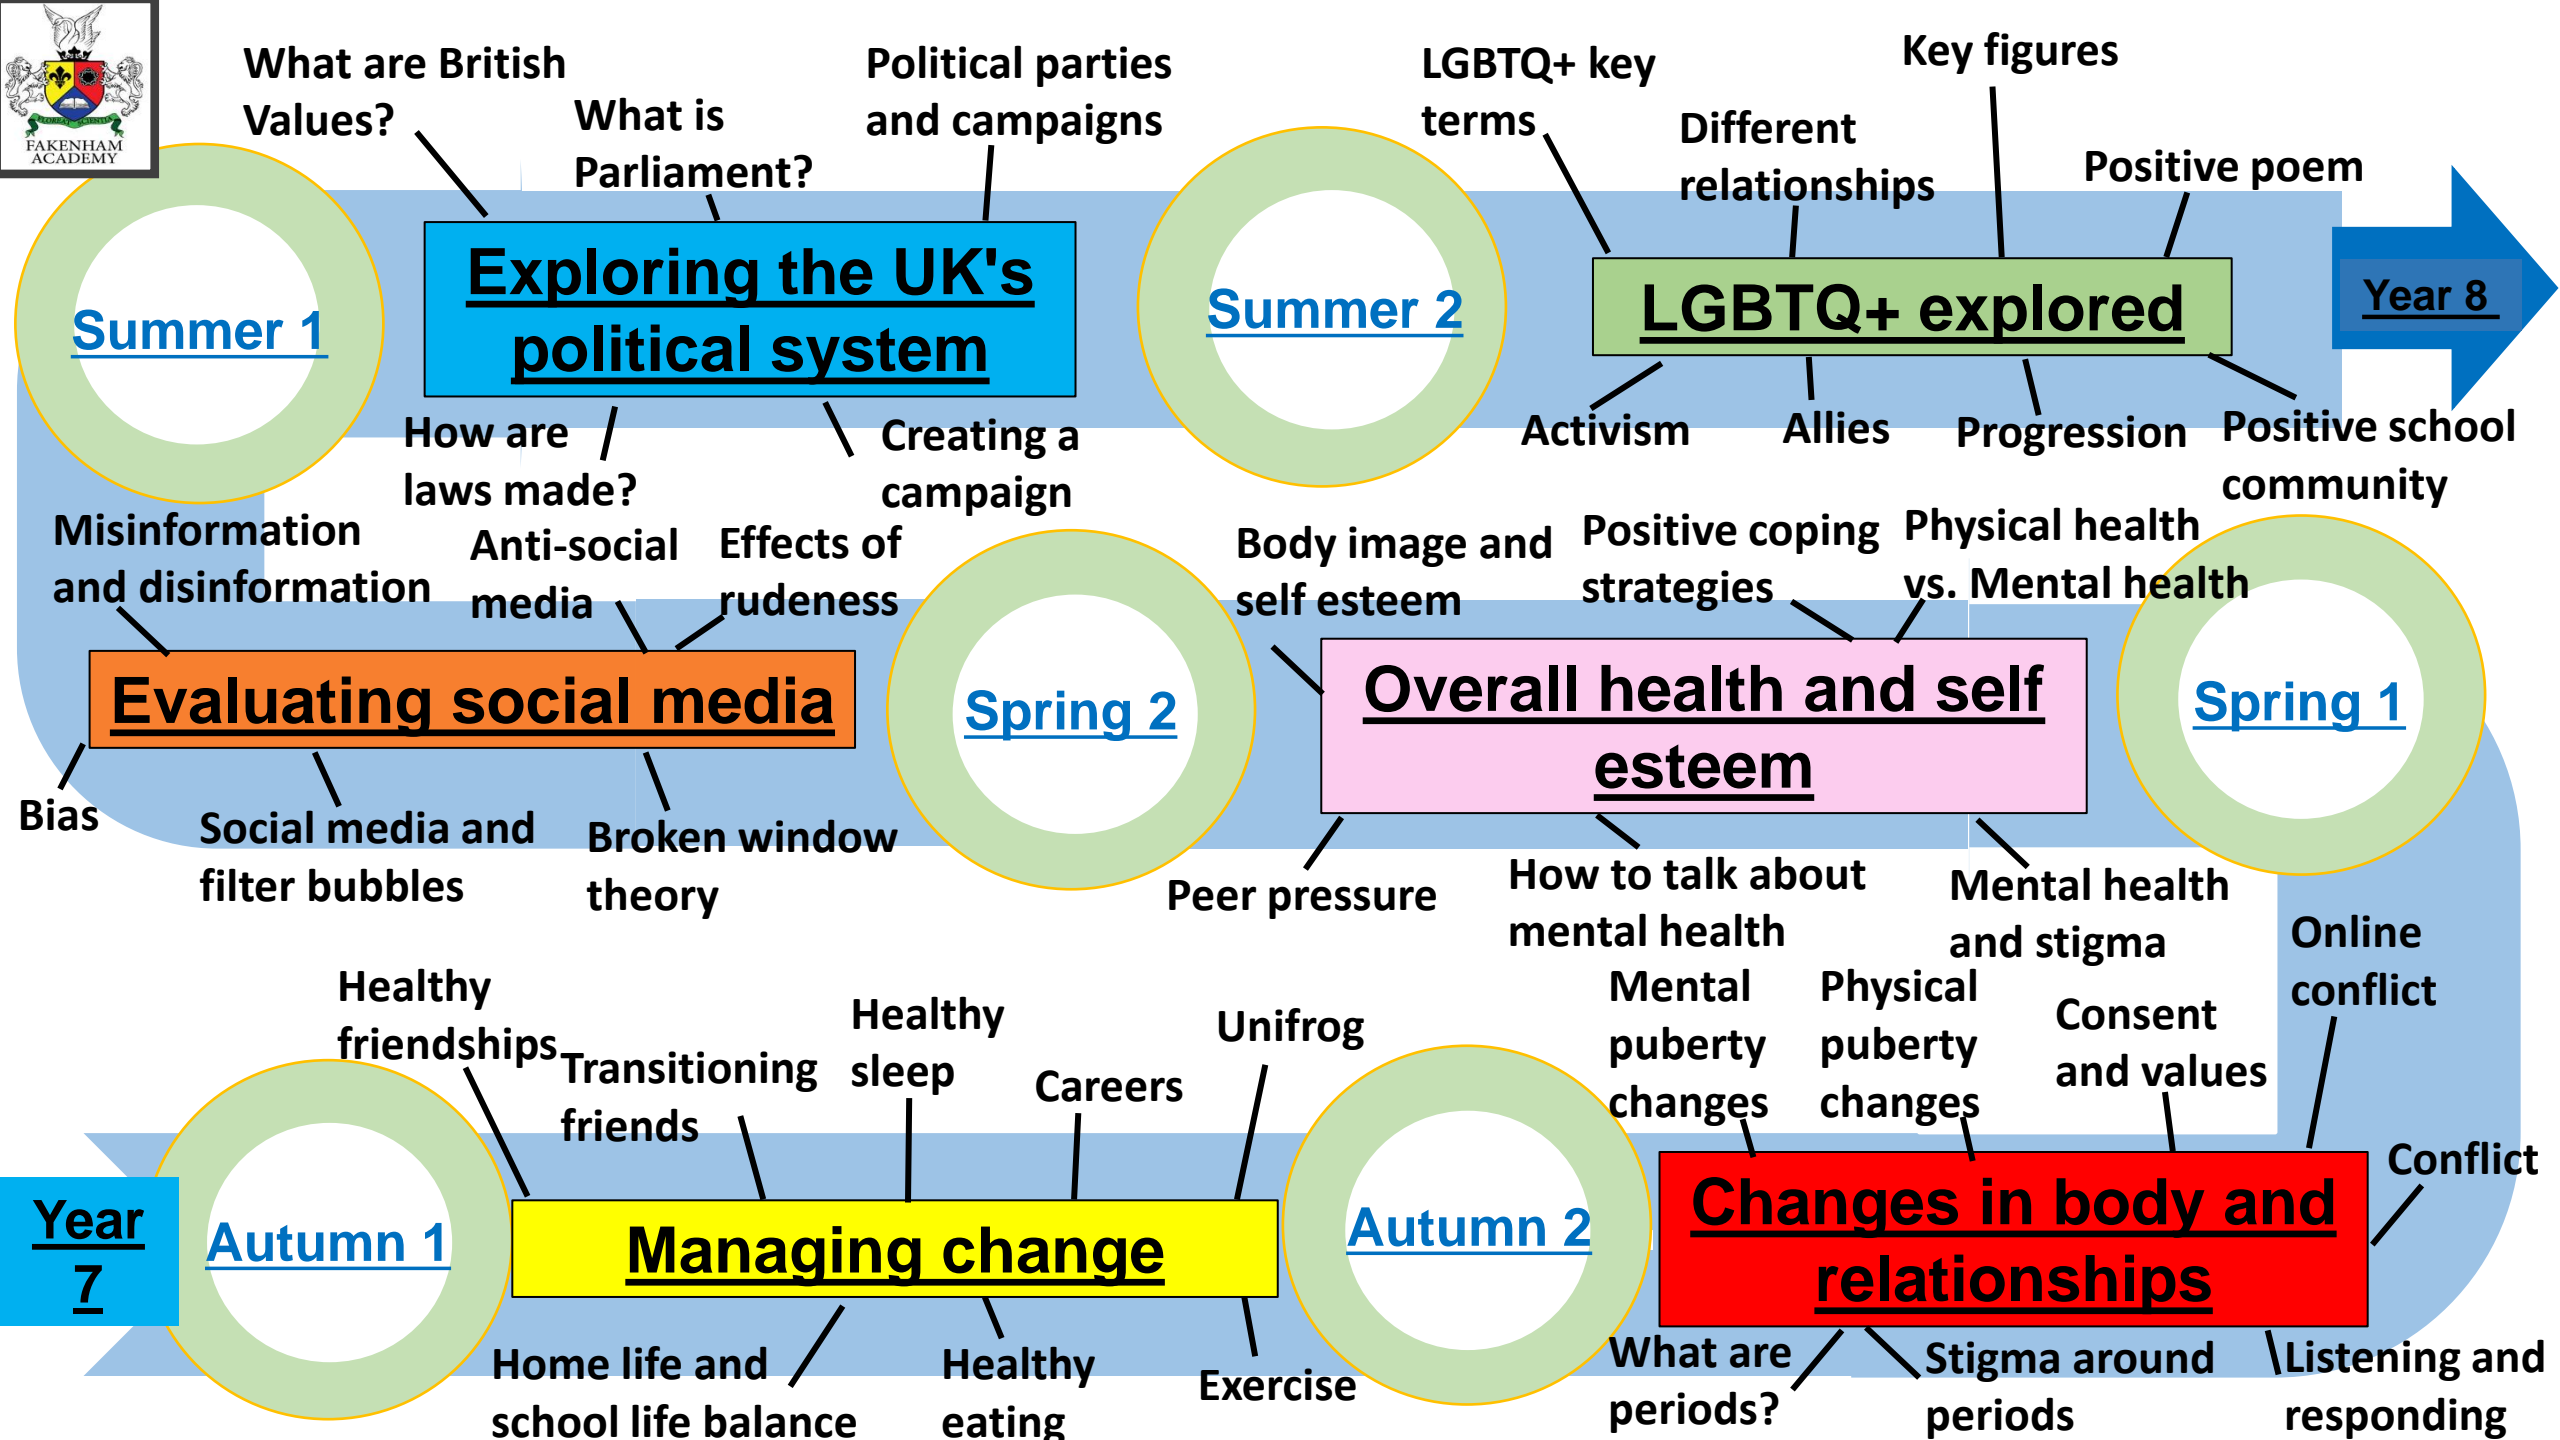 FLOREAT SCIENTIA
FAKENHAM
ACADEMY
What are British
Values?
What is
Parliament?
Political parties
and campaigns
LGBTQ+ key
terms
Different
relationships
Key figures
Positive poem
Summer 1
Exploring the UK's
political system
Summer 2
LGBTQ+ explored
Year 8
How are
laws made?
Creating a
campaign
Activism
Allies
Progression
Positive school
community
Misinformation
and disinformation
Anti-social
media
Effects of
rudeness
Body image and
self esteem
Positive coping
strategies
Physical health
vs. Mental health
Evaluating social media
Spring 2
Overall health and self
esteem
Spring 1
Bias
Social media and
filter bubbles
Broken window
theory
Peer pressure
How to talk about
mental health
Mental health
and stigma
Healthy
friendships
Transitioning
friends
Healthy
sleep
Careers
Unifrog
Mental
puberty
changes
Physical
puberty
changes
Consent
and values
Online
conflict
Conflict
Year
7
Autumn 1
Managing change
Autumn 2
Changes in body and
relationships
Home life and
school life balance
Healthy
eating
Exercise
What are
periods?
Stigma around
periods
Listening and
responding